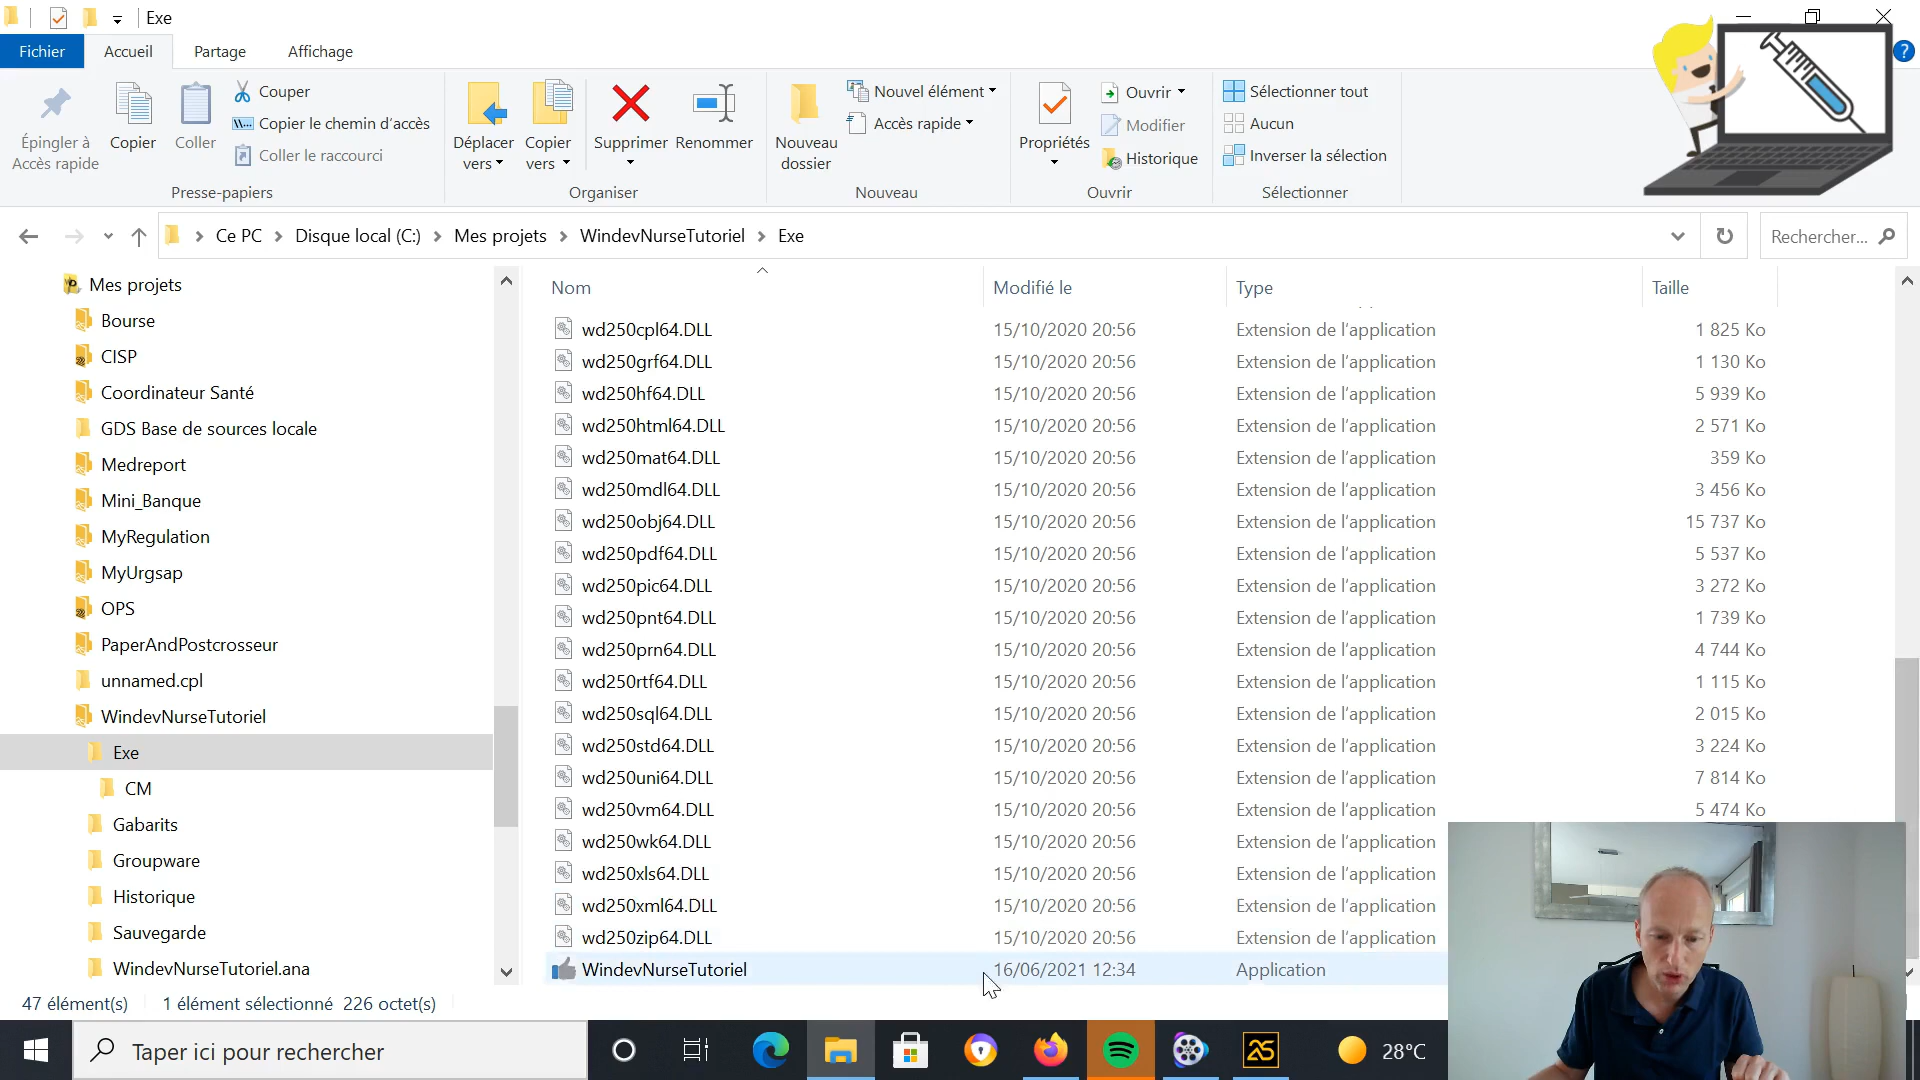 Exe
Fichier
Accueil
Partage
Affichage
Épingler à
Accès rapide
Copier
Coller
Couper
Copier le chemin d'accès
Coller le raccourci
Presse-papiers
Déplacer
vers
Copier
vers
Supprimer
Renommer
Organiser
Nouveau
dossier
Nouvel élément
Accès rapide
Nouveau
Propriétés
Ouvrir
Modifier
Historique
Ouvrir
Sélectionner tout
Aucun
Inverser la sélection
Sélectionner
?
Ce PC > Disque local (C:) > Mes projets > WindevNurseTutoriel > Exe
Rechercher...
Mes projets
Bourse
CISP
Coordinateur Santé
GDS Base de sources locale
Medreport
Mini_Banque
MyRegulation
MyUrgsap
OPS
PaperAndPostcrosseur
unnamed.cpl
WindevNurseTutoriel
Exe
CM
Gabarits
Groupware
Historique
Sauvegarde
WindevNurseTutoriel.ana
Nom Modifié le Type Taille
wd250cpl64.DLL 15/10/2020 20:56 Extension de l'application 1 825 Ko
wd250grf64.DLL 15/10/2020 20:56 Extension de l'application 1 130 Ko
wd250hf64.DLL 15/10/2020 20:56 Extension de l'application 5 939 Ko
wd250html64.DLL 15/10/2020 20:56 Extension de l'application 2 571 Ko
wd250mat64.DLL 15/10/2020 20:56 Extension de l'application 359 Ko
wd250mdl64.DLL 15/10/2020 20:56 Extension de l'application 3 456 Ko
wd250obj64.DLL 15/10/2020 20:56 Extension de l'application 15 737 Ko
wd250pdf64.DLL 15/10/2020 20:56 Extension de l'application 5 537 Ko
wd250pic64.DLL 15/10/2020 20:56 Extension de l'application 3 272 Ko
wd250pnt64.DLL 15/10/2020 20:56 Extension de l'application 1 739 Ko
wd250prn64.DLL 15/10/2020 20:56 Extension de l'application 4 744 Ko
wd250rtf64.DLL 15/10/2020 20:56 Extension de l'application 1 115 Ko
wd250sql64.DLL 15/10/2020 20:56 Extension de l'application 2 015 Ko
wd250std64.DLL 15/10/2020 20:56 Extension de l'application 3 224 Ko
wd250uni64.DLL 15/10/2020 20:56 Extension de l'application 7 814 Ko
wd250vm64.DLL 15/10/2020 20:56 Extension de l'application 5 474 Ko
wd250wk64.DLL 15/10/2020 20:56 Extension de l'application
wd250xls64.DLL 15/10/2020 20:56 Extension de l'application
wd250xml64.DLL 15/10/2020 20:56 Extension de l'application
wd250zip64.DLL 15/10/2020 20:56 Extension de l'application
WindevNurseTutoriel 16/06/2021 12:34 Application
47 élément(s) 1 élément sélectionné 226 octet(s)
Taper ici pour rechercher
25
28°C